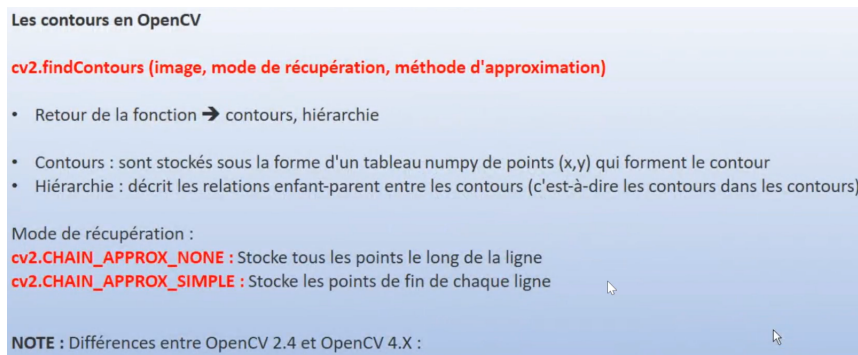 Les contours en OpenCV
cv2.findContours (image, mode de récupération, méthode d'approximation)
• Retour de la fonction ➔ contours, hiérarchie
• Contours : sont stockés sous la forme d'un tableau numpy de points (x,y) qui forment le contour
• Hiérarchie : décrit les relations enfant-parent entre les contours (c'est-à-dire les contours dans les contours)
Mode de récupération :
cv2.CHAIN_APPROX_NONE : Stocke tous les points le long de la ligne
cv2.CHAIN_APPROX_SIMPLE : Stocke les points de fin de chaque ligne
NOTE : Différences entre OpenCV 2.4 et OpenCV 4.X :